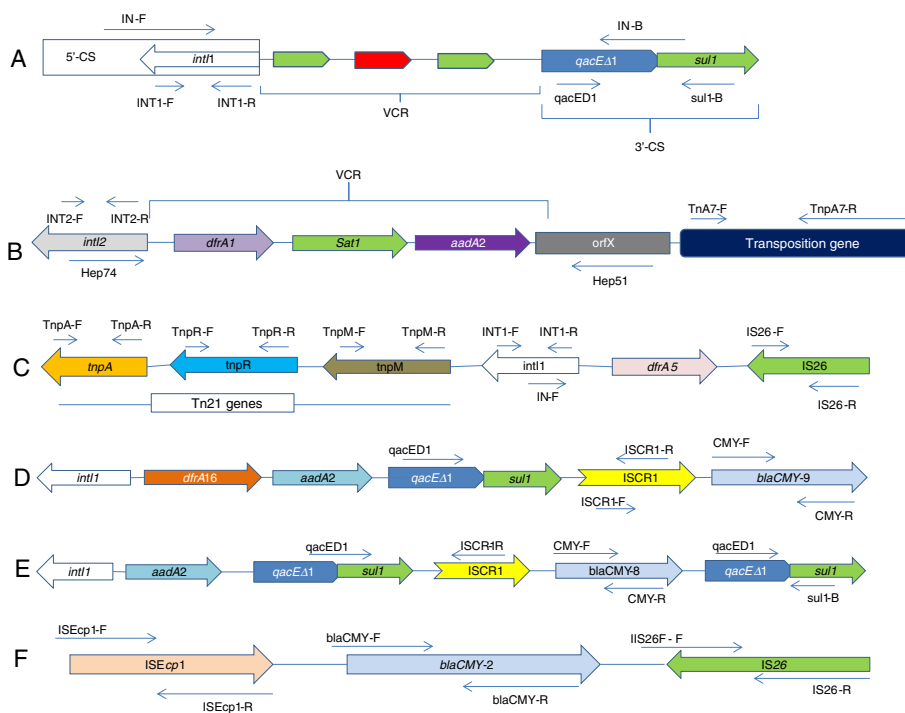 IN-F
IN-B
A
5'-CS
intI1
qacEΔ1
sul1
INT1-F
INT1-R
qacED1
sul1-B
VCR
3'-CS
VCR
INT2-F
INT2-R
TnA7-F
TnpA7-R
B
intI2
dfrA1
Sat1
aadA2
orfX
Transposition gene
Hep74
Hep51
TnpA-F
TnpA-R
TnpR-F
TnpR-R
TnpM-F
TnpM-R
INT1-F
INT1-R
IS26-F
C
tnpA
tnpR
tnpM
intI1
dfrA5
IS26
IN-F
IS26-R
Tn21 genes
qacED1
ISCR1-R
CMY-F
D
intI1
dfrA16
aadA2
qacEΔ1
sul1
ISCR1
blaCMY-9
ISCR1-F
CMY-R
qacED1
ISCR1R
CMY-F
qacED1
E
intI1
aadA2
qacEΔ1
sul1
ISCR1
blaCMY-8
qacEΔ1
sul1
CMY-R
sul1-B
ISEcp1-F
blaCMY-F
IIS26F - F
F
ISEcp1
blaCMY-2
IS26
ISEcp1-R
blaCMY-R
IS26-R